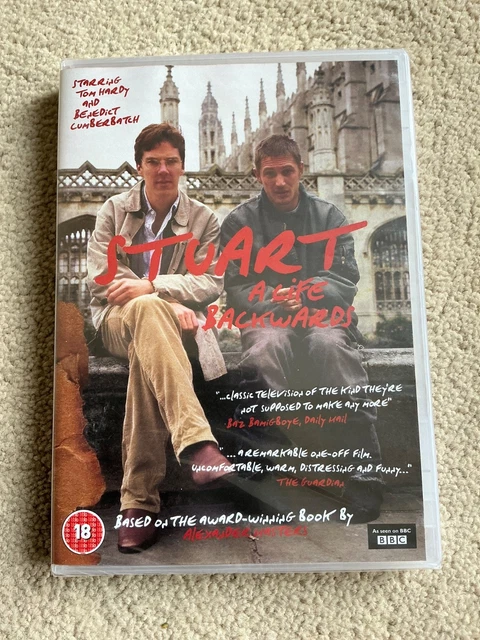 STARRING
TOM HARDY
AND
BENEDICT
CUMBERBATCH
STUART
A LIFE
BACKWARDS
"...CLASSIC TELEVISION OF THE KIND THEY'RE
NOT SUPPOSED TO MAKE ANY MORE"
BAZ BAMIGBOYE, DAILY MAIL
"... A REMARKABLE ONE-OFF FILM.
UNCOMFORTABLE, WARM, DISTRESSING AND FUNNY..."
THE GUARDIAN
BASED ON THE AWARD-WINNING BOOK BY
ALEXANDER MASTERS
18
As seen on BBC
BBC